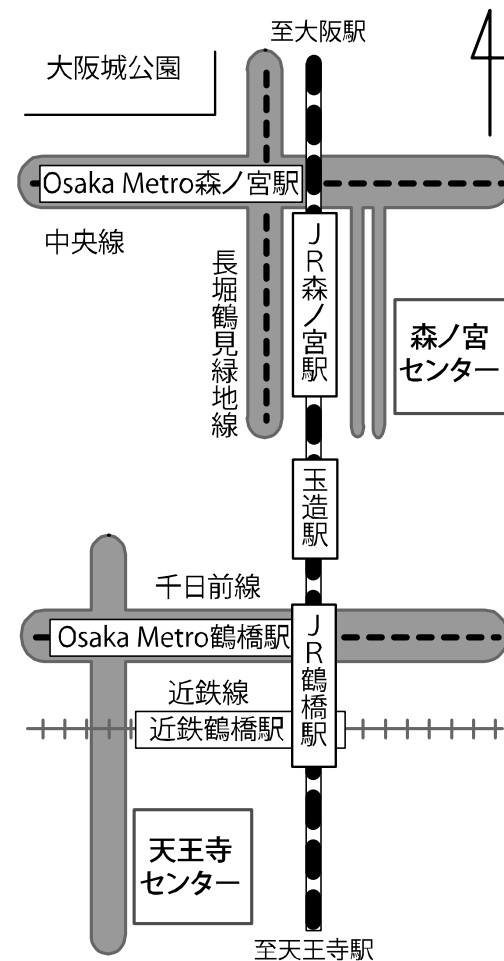 至大阪駅
大阪城公園
Osaka Metro森ノ宮駅
中央線
長堀鶴見緑地線
JR森ノ宮駅
森ノ宮
センター
玉造駅
千日前線
Osaka Metro鶴橋駅
JR鶴橋駅
近鉄線
近鉄鶴橋駅
天王寺
センター
至天王寺駅